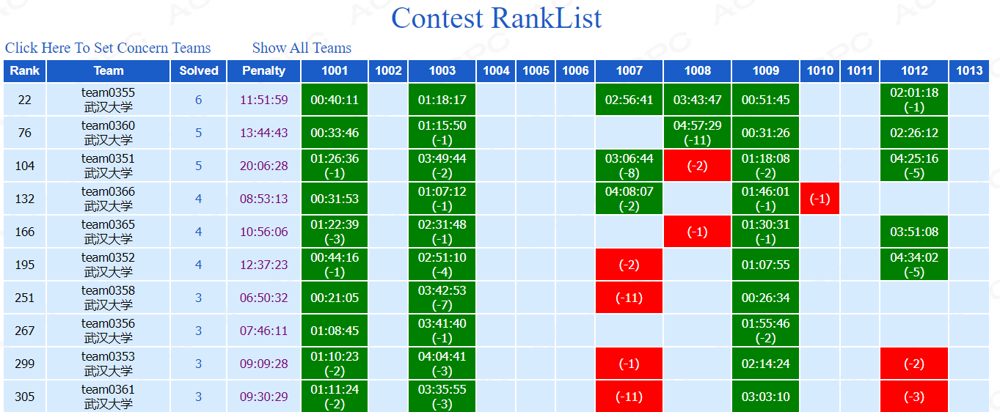 Contest RankList
Click Here To Set Concern Teams Show All Teams
Rank Team Solved Penalty 1001 1002 1003 1004 1005 1006 1007 1008 1009 1010 1011 1012 1013
22 team0355 武汉大学 6 11:51:59 00:40:11 01:18:17 02:56:41 03:43:47 00:51:45 02:01:18 (-1)
76 team0360 武汉大学 5 13:44:43 00:33:46 01:15:50 (-1) 04:57:29 (-11) 00:31:26 02:26:12
104 team0351 武汉大学 5 20:06:28 01:26:36 (-1) 03:49:44 (-2) 03:06:44 (-8) (-2) 01:18:08 (-2) 04:25:16 (-5)
132 team0366 武汉大学 4 08:53:13 00:31:53 01:07:12 (-1) 04:08:07 (-2) 01:46:01 (-1) (-1)
166 team0365 武汉大学 4 10:56:06 01:22:39 (-3) 02:31:48 (-1) (-1) 01:30:31 (-1) 03:51:08
195 team0352 武汉大学 4 12:37:23 00:44:16 (-1) 02:51:10 (-4) (-2) 01:07:55 04:34:02 (-5)
251 team0358 武汉大学 3 06:50:32 00:21:05 03:42:53 (-7) (-11) 00:26:34
267 team0356 武汉大学 3 07:46:11 01:08:45 03:41:40 (-1) 01:55:46 (-2)
299 team0353 武汉大学 3 09:09:28 01:10:23 (-2) 04:04:41 (-3) (-1) 02:14:24 (-2)
305 team0361 武汉大学 3 09:30:29 01:11:24 (-2) 03:35:55 (-3) (-11) 03:03:10 (-3)